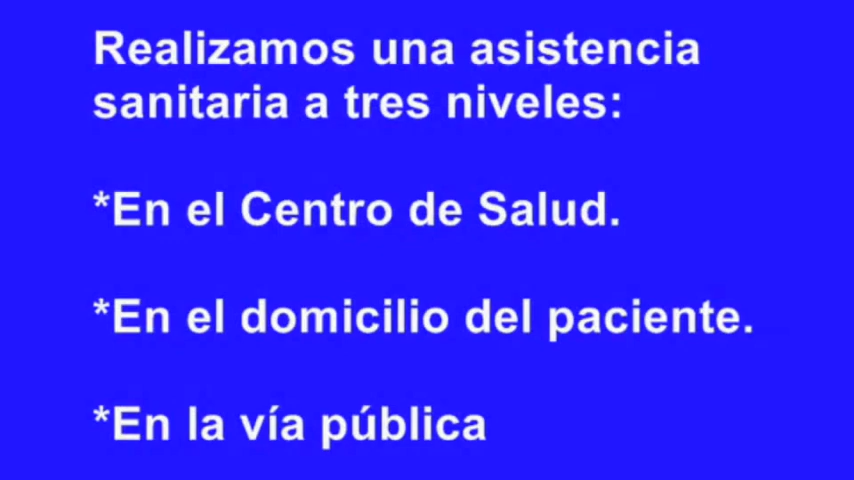 Realizamos una asistencia
sanitaria a tres niveles:
*En el Centro de Salud.
*En el domicilio del paciente.
*En la vía pública